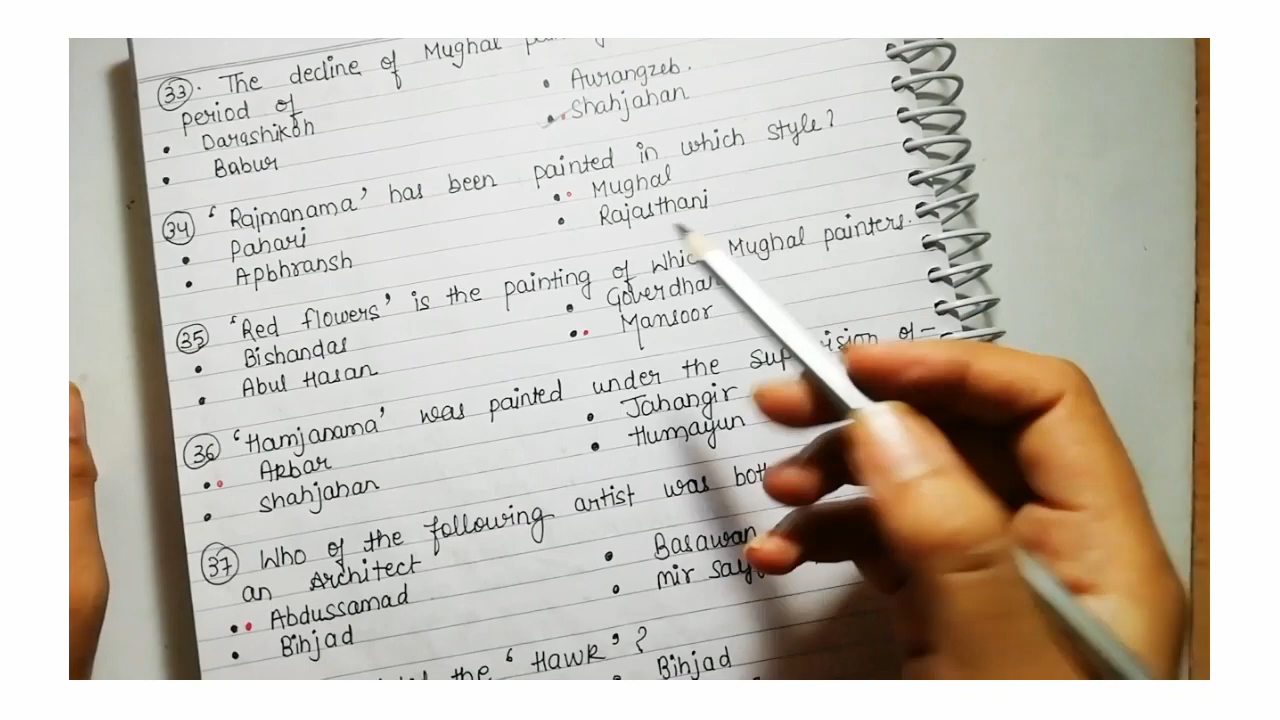 33. The decline of Mughal
period of
• Darashikoh • Aurangzeb.
• Babur • Shahjahan
34 ‘Rajmanama’ has been painted in which style?
• Pahari • Mughal
• Apbhransh • Rajasthani
35 ‘Red flowers’ is the painting of which Mughal painters.
• Bishandas • Goverdhan
• Abul Hasan • Mansoor
36 ‘Hamjanama’ was painted under the supervision of-
• Akbar • Jahangir
• Shahjahan • Humayun
37 Who of the following artist was both
an Architect
• Abdussamad • Basawan
• Bihjad • Mir
the ‘Hawk’?
• Bihjad